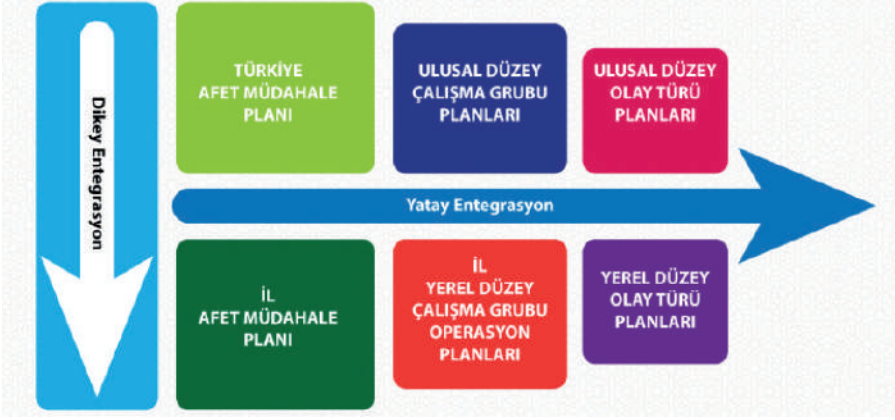 Dikey Entegrasyon
TÜRKİYE
AFET MÜDAHALE
PLANI
ULUSAL DÜZEY
ÇALIŞMA GRUBU
PLANLARI
ULUSAL DÜZEY
OLAY TÜRÜ
PLANLARI
Yatay Entegrasyon
İL
AFET MÜDAHALE
PLANI
İL
YEREL DÜZEY
ÇALIŞMA GRUBU
OPERASYON
PLANLARI
YEREL DÜZEY
OLAY TÜRÜ
PLANLARI